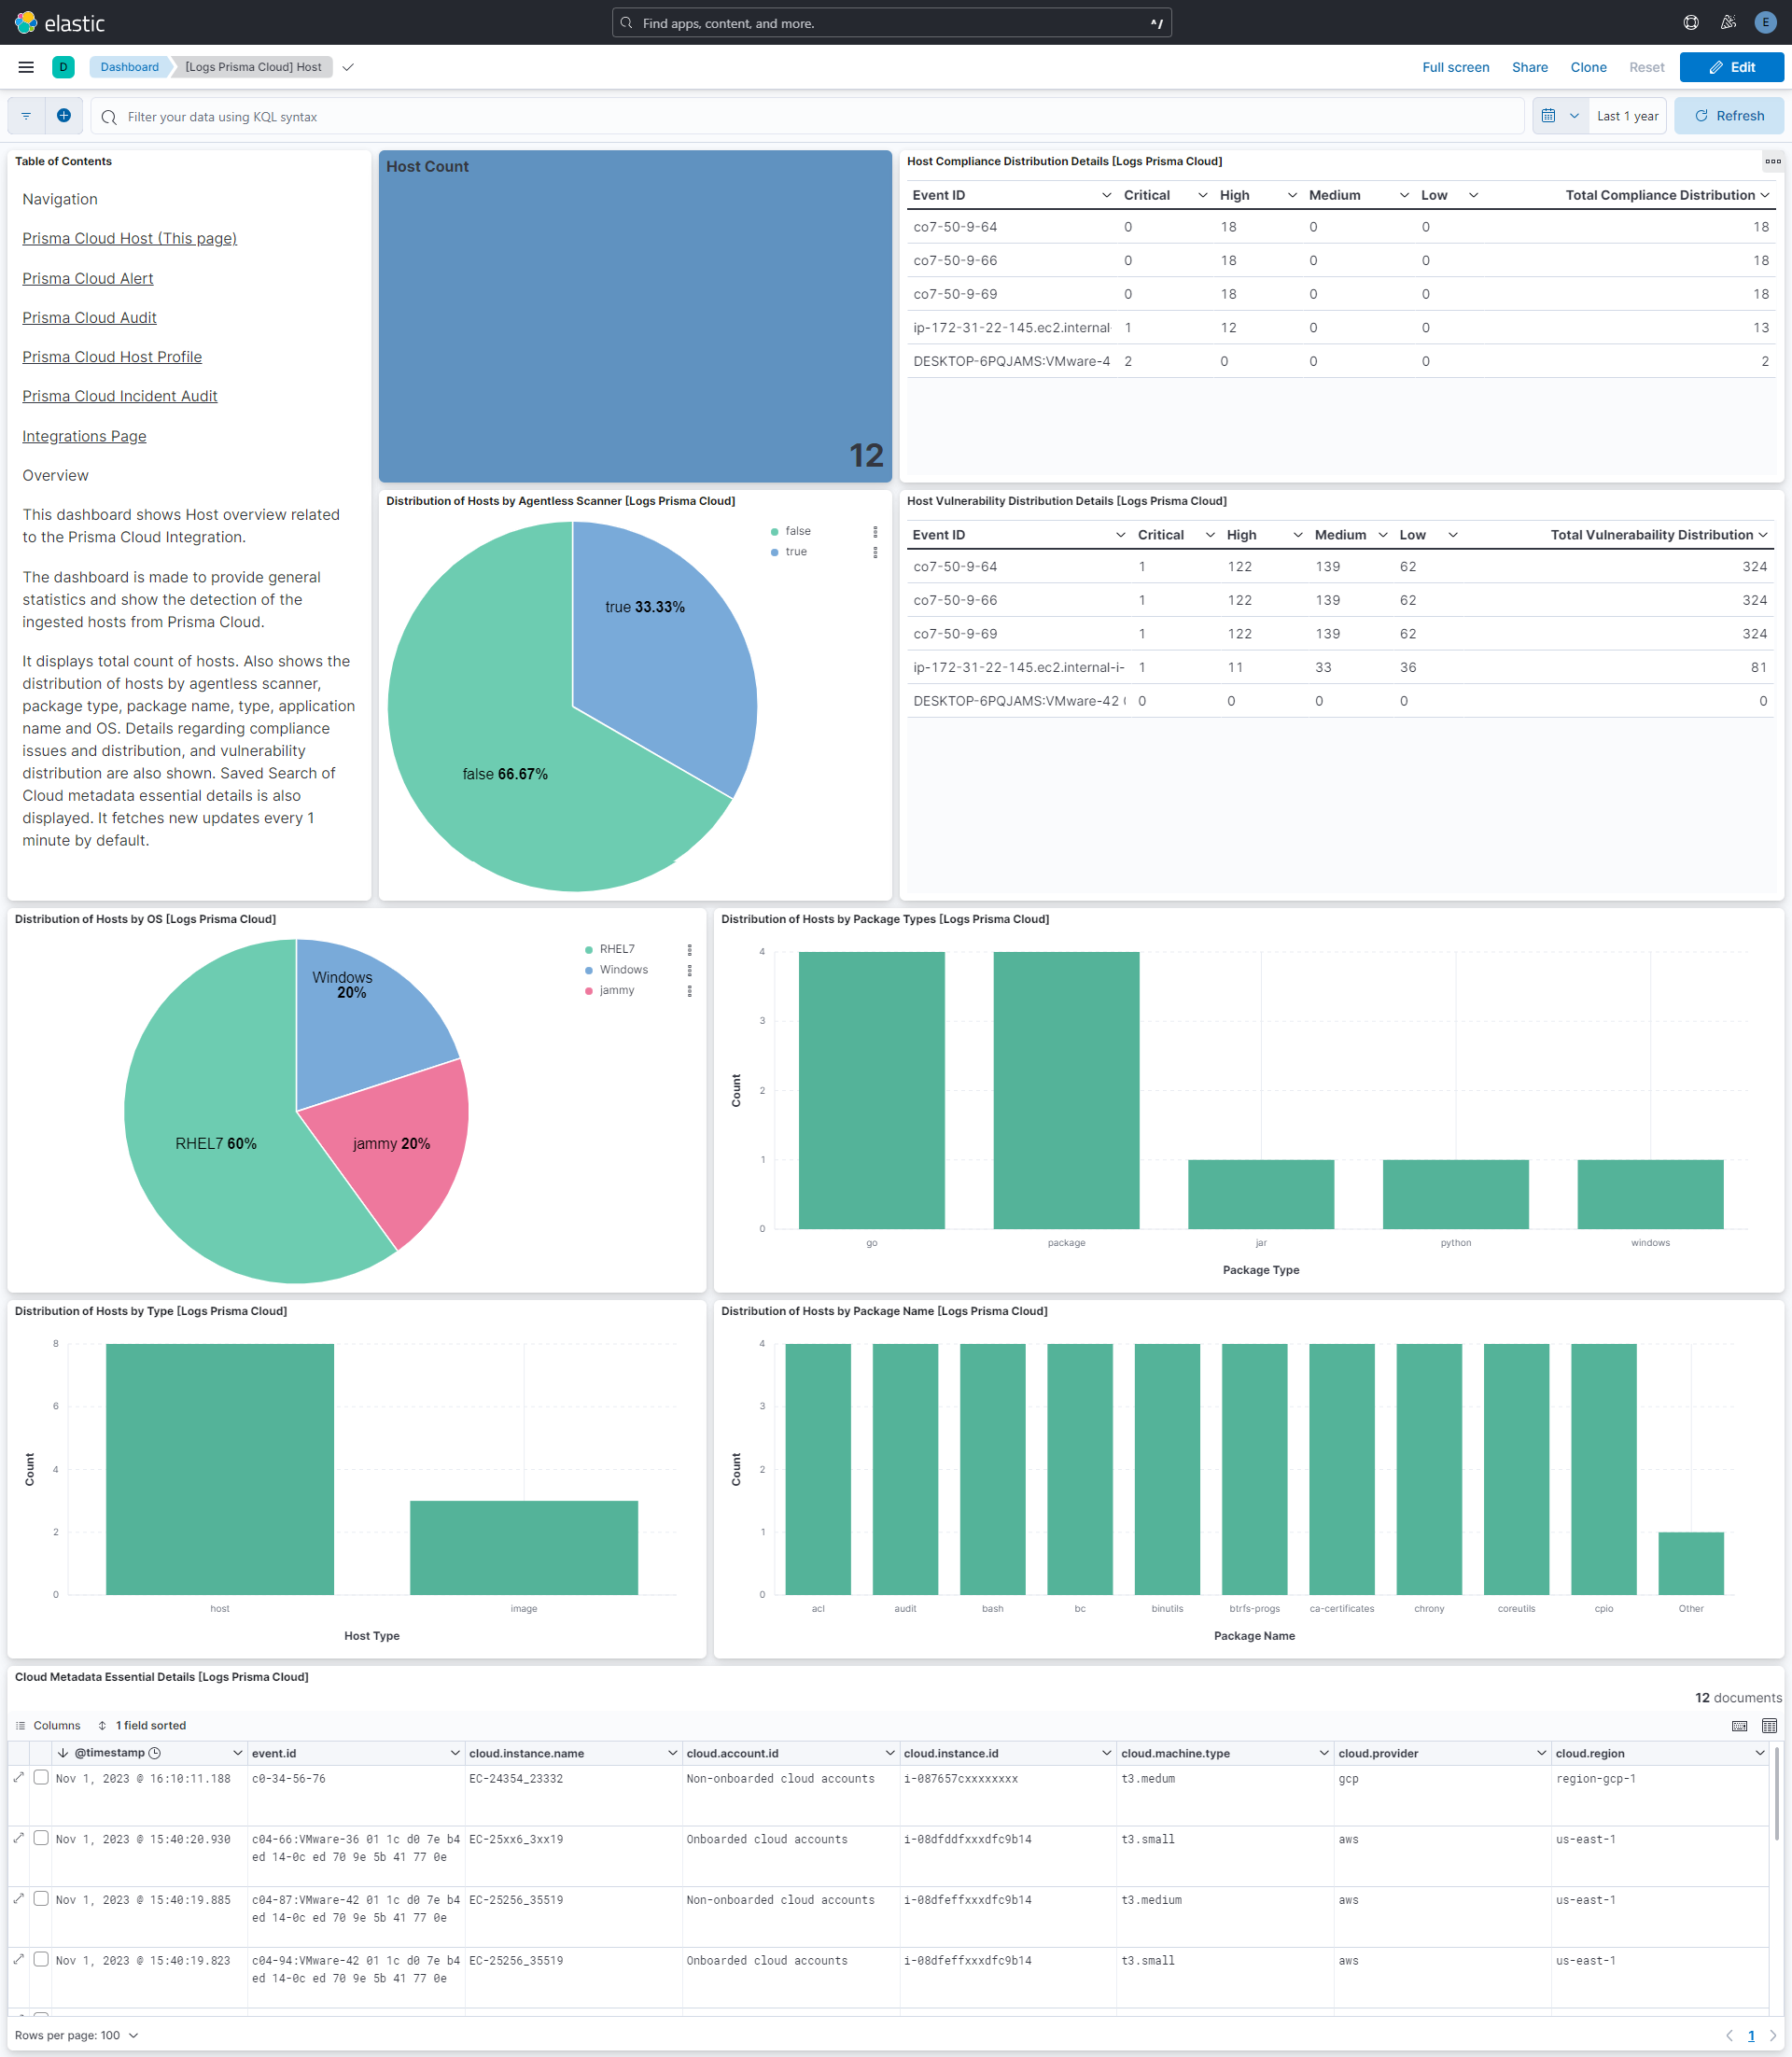 elastic
Find apps, content, and more.
^/
E
D
Dashboard
[Logs Prisma Cloud] Host
Full screen
Share
Clone
Reset
Edit
Filter your data using KQL syntax
Last 1 year
Refresh
Table of Contents
Navigation
Prisma Cloud Host (This page)
Prisma Cloud Alert
Prisma Cloud Audit
Prisma Cloud Host Profile
Prisma Cloud Incident Audit
Integrations Page
Overview
This dashboard shows Host overview related
to the Prisma Cloud Integration.
The dashboard is made to provide general
statistics and show the detection of the
ingested hosts from Prisma Cloud.
It displays total count of hosts. Also shows the
distribution of hosts by agentless scanner,
package type, package name, type, application
name and OS. Details regarding compliance
issues and distribution, and vulnerability
distribution are also shown. Saved Search of
Cloud metadata essential details is also
displayed. It fetches new updates every 1
minute by default.
Host Count
12
Host Compliance Distribution Details [Logs Prisma Cloud]
Event ID Critical High Medium Low Total Compliance Distribution
co7-50-9-64 0 18 0 0 18
co7-50-9-66 0 18 0 0 18
co7-50-9-69 0 18 0 0 18
ip-172-31-22-145.ec2.internal- 1 12 0 0 13
DESKTOP-6PQJAMS:VMware-4 2 0 0 0 2
Distribution of Hosts by Agentless Scanner [Logs Prisma Cloud]
false
true
true 33.33%
false 66.67%
Host Vulnerability Distribution Details [Logs Prisma Cloud]
Event ID Critical High Medium Low Total Vulnerabaility Distribution
co7-50-9-64 1 122 139 62 324
co7-50-9-66 1 122 139 62 324
co7-50-9-69 1 122 139 62 324
ip-172-31-22-145.ec2.internal-i- 1 11 33 36 81
DESKTOP-6PQJAMS:VMware-42 0 0 0 0 0
Distribution of Hosts by OS [Logs Prisma Cloud]
RHEL7
Windows
jammy
Windows
20%
RHEL7 60%
jammy 20%
Distribution of Hosts by Package Types [Logs Prisma Cloud]
4
3
2
1
0
Count
go package jar python windows
Package Type
Distribution of Hosts by Type [Logs Prisma Cloud]
8
6
4
2
0
Count
host image
Host Type
Distribution of Hosts by Package Name [Logs Prisma Cloud]
4
3
2
1
0
Count
acl audit bash bc binutils btrfs-progs ca-certificates chrony coreutils cpio Other
Package Name
Cloud Metadata Essential Details [Logs Prisma Cloud]
12 documents
Columns
1 field sorted
@timestamp event.id cloud.instance.name cloud.account.id cloud.instance.id cloud.machine.type cloud.provider cloud.region
Nov 1, 2023 @ 16:10:11.188 c0-34-56-76 EC-24354_23332 Non-onboarded cloud accounts i-087657cxxxxxxxx t3.medum gcp region-gcp-1
Nov 1, 2023 @ 15:40:20.930 c04-66:VMware-36 01 1c d0 7e b4 EC-25xx6_3xx19 Onboarded cloud accounts i-08dfddfxxxdfc9b14 t3.small aws us-east-1
ed 14-0c ed 70 9e 5b 41 77 0e
Nov 1, 2023 @ 15:40:19.885 c04-87:VMware-42 01 1c d0 7e b4 EC-25256_35519 Non-onboarded cloud accounts i-08dfeffxxxdfc9b14 t3.medium aws us-east-1
ed 14-0c ed 70 9e 5b 41 77 0e
Nov 1, 2023 @ 15:40:19.823 c04-94:VMware-42 01 1c d0 7e b4 EC-25256_35519 Onboarded cloud accounts i-08dfeffxxxdfc9b14 t3.small aws us-east-1
ed 14-0c ed 70 9e 5b 41 77 0e
Rows per page: 100
1